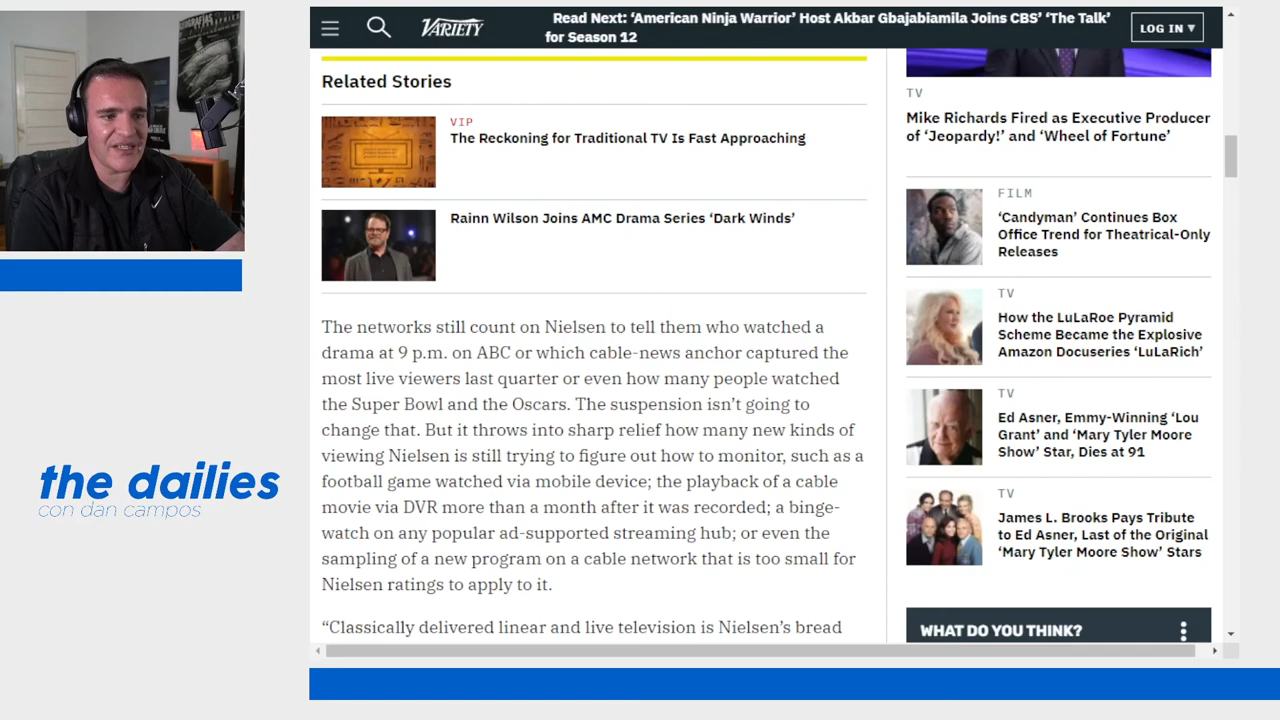 VARIETY
Read Next: ‘American Ninja Warrior’ Host Akbar Gbajabiamila Joins CBS’ ‘The Talk’
for Season 12
LOG IN ▾
Related Stories
VIP
The Reckoning for Traditional TV Is Fast Approaching
Rainn Wilson Joins AMC Drama Series ‘Dark Winds’
The networks still count on Nielsen to tell them who watched a
drama at 9 p.m. on ABC or which cable-news anchor captured the
most live viewers last quarter or even how many people watched
the Super Bowl and the Oscars. The suspension isn’t going to
change that. But it throws into sharp relief how many new kinds of
viewing Nielsen is still trying to figure out how to monitor, such as a
football game watched via mobile device; the playback of a cable
movie via DVR more than a month after it was recorded; a binge-
watch on any popular ad-supported streaming hub; or even the
sampling of a new program on a cable network that is too small for
Nielsen ratings to apply to it.
“Classically delivered linear and live television is Nielsen’s bread
TV
Mike Richards Fired as Executive Producer
of ‘Jeopardy!’ and ‘Wheel of Fortune’
FILM
‘Candyman’ Continues Box
Office Trend for Theatrical-Only
Releases
TV
How the LuLaRoe Pyramid
Scheme Became the Explosive
Amazon Docuseries ‘LuLaRich’
TV
Ed Asner, Emmy-Winning ‘Lou
Grant’ and ‘Mary Tyler Moore
Show’ Star, Dies at 91
TV
James L. Brooks Pays Tribute
to Ed Asner, Last of the Original
‘Mary Tyler Moore Show’ Stars
WHAT DO YOU THINK?
the dailies
con dan campos